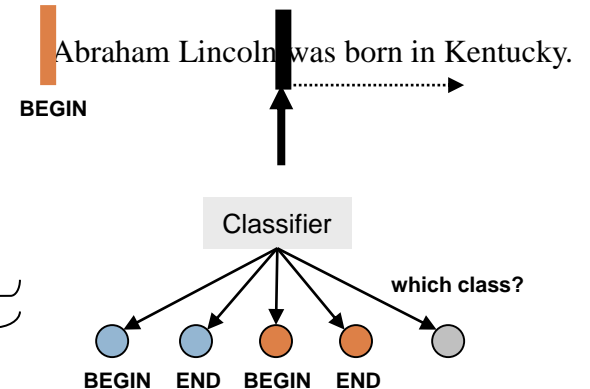 Abraham Lincoln was born in Kentucky.
BEGIN
Classifier
which class?
BEGIN END BEGIN END